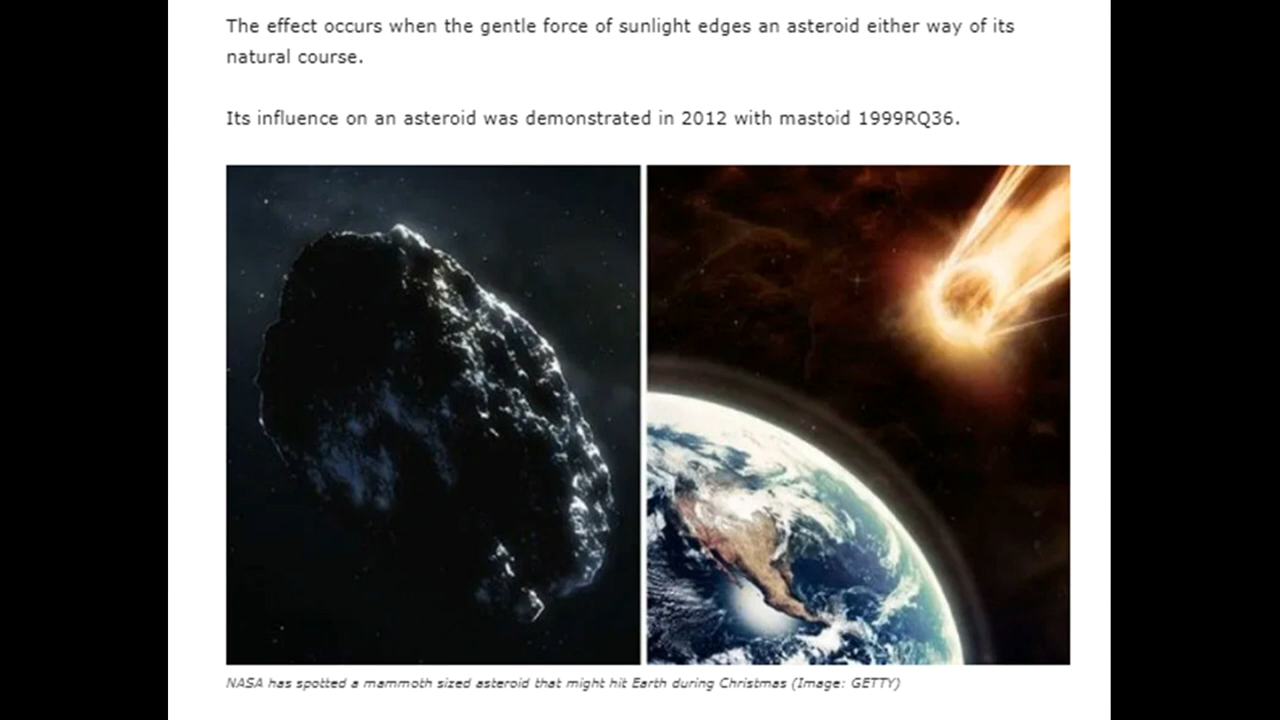 The effect occurs when the gentle force of sunlight edges an asteroid either way of its
natural course.
Its influence on an asteroid was demonstrated in 2012 with mastoid 1999RQ36.
NASA has spotted a mammoth sized asteroid that might hit Earth during Christmas (Image: GETTY)